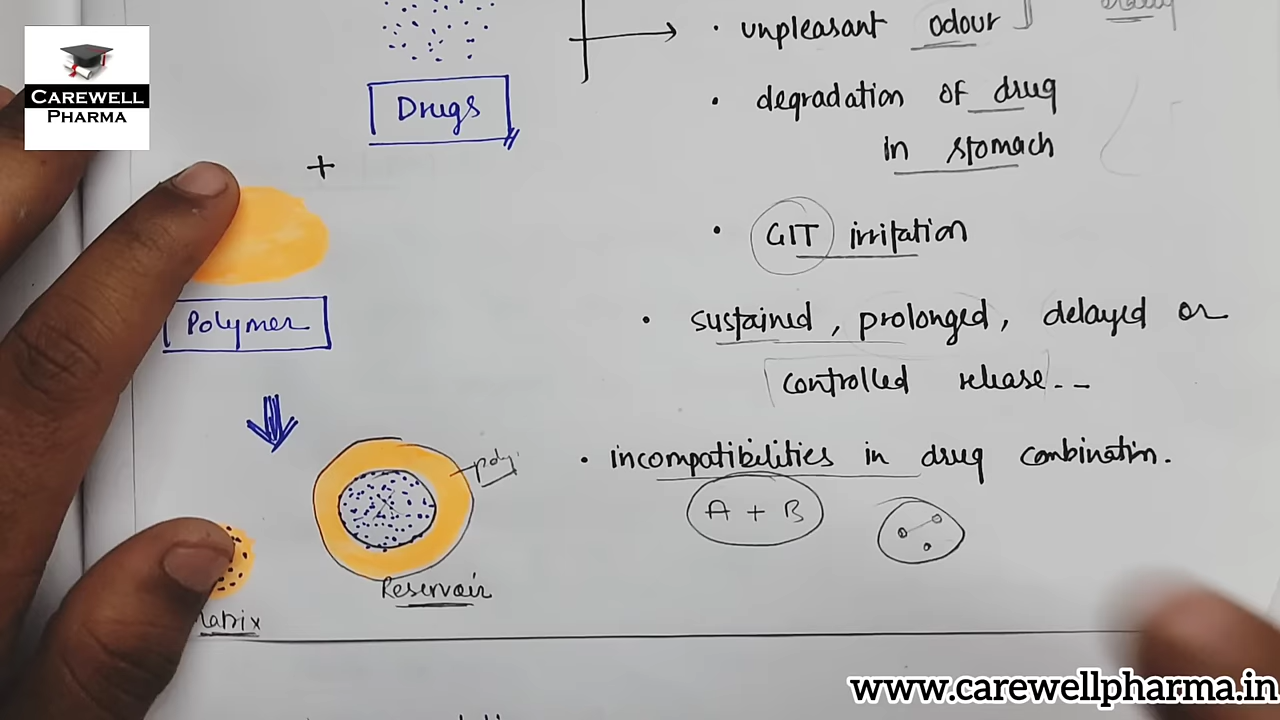 CAREWELL
PHARMA
Drugs
+
Polymer
· unpleasant odour
· degradation of drug
in stomach
· GIT irritation
· sustained, prolonged, delayed or
controlled release. --
· incompatibilities in drug combination.
A + B
poly.
Reservoir
www.carewellpharma.in